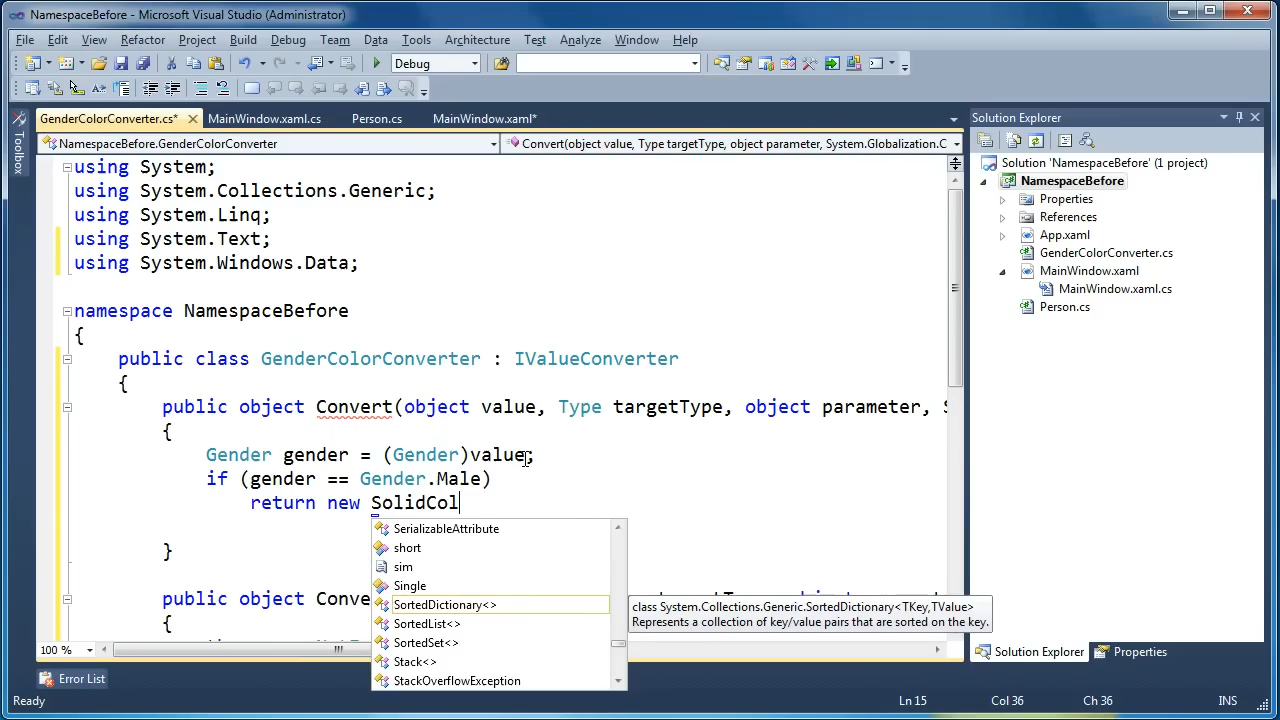 NamespaceBefore - Microsoft Visual Studio (Administrator)
File Edit View Refactor Project Build Debug Team Data Tools Architecture Test Analyze Window Help
Debug
GenderColorConverter.cs* MainWindow.xaml.cs Person.cs MainWindow.xaml*
NamespaceBefore.GenderColorConverter Convert(object value, Type targetType, object parameter, System.Globalization.C
Toolbox
using System;
using System.Collections.Generic;
using System.Linq;
using System.Text;
using System.Windows.Data;
namespace NamespaceBefore
{
public class GenderColorConverter : IValueConverter
{
public object Convert(object value, Type targetType, object parameter, S
{
Gender gender = (Gender)value;
if (gender == Gender.Male)
return new SolidCol
SerializableAttribute
short
sim
Single
SortedDictionary<>
SortedList<>
SortedSet<>
Stack<>
StackOverflowException
class System.Collections.Generic.SortedDictionary<TKey,TValue>
Represents a collection of key/value pairs that are sorted on the key.
}
public object Conve
{
100 %
Solution Explorer
Solution 'NamespaceBefore' (1 project)
NamespaceBefore
Properties
References
App.xaml
GenderColorConverter.cs
MainWindow.xaml
MainWindow.xaml.cs
Person.cs
Solution Explorer Properties
Error List
Ready Ln 15 Col 36 Ch 36 INS